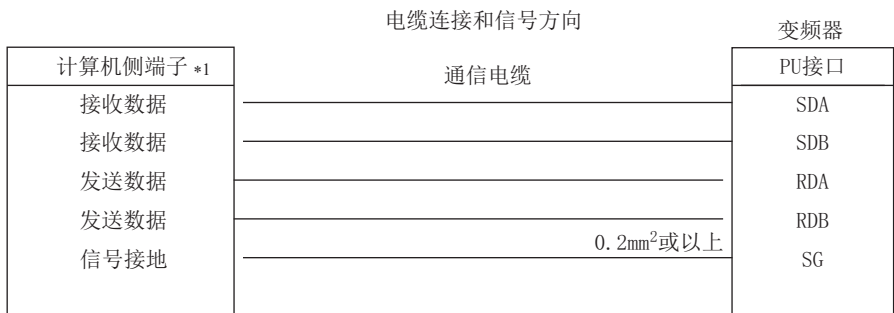 电缆连接和信号方向
变频器
计算机侧端子 *1
通信电缆
PU接口
接收数据
SDA
接收数据
SDB
发送数据
RDA
发送数据
RDB
0.2mm²或以上
信号接地
SG